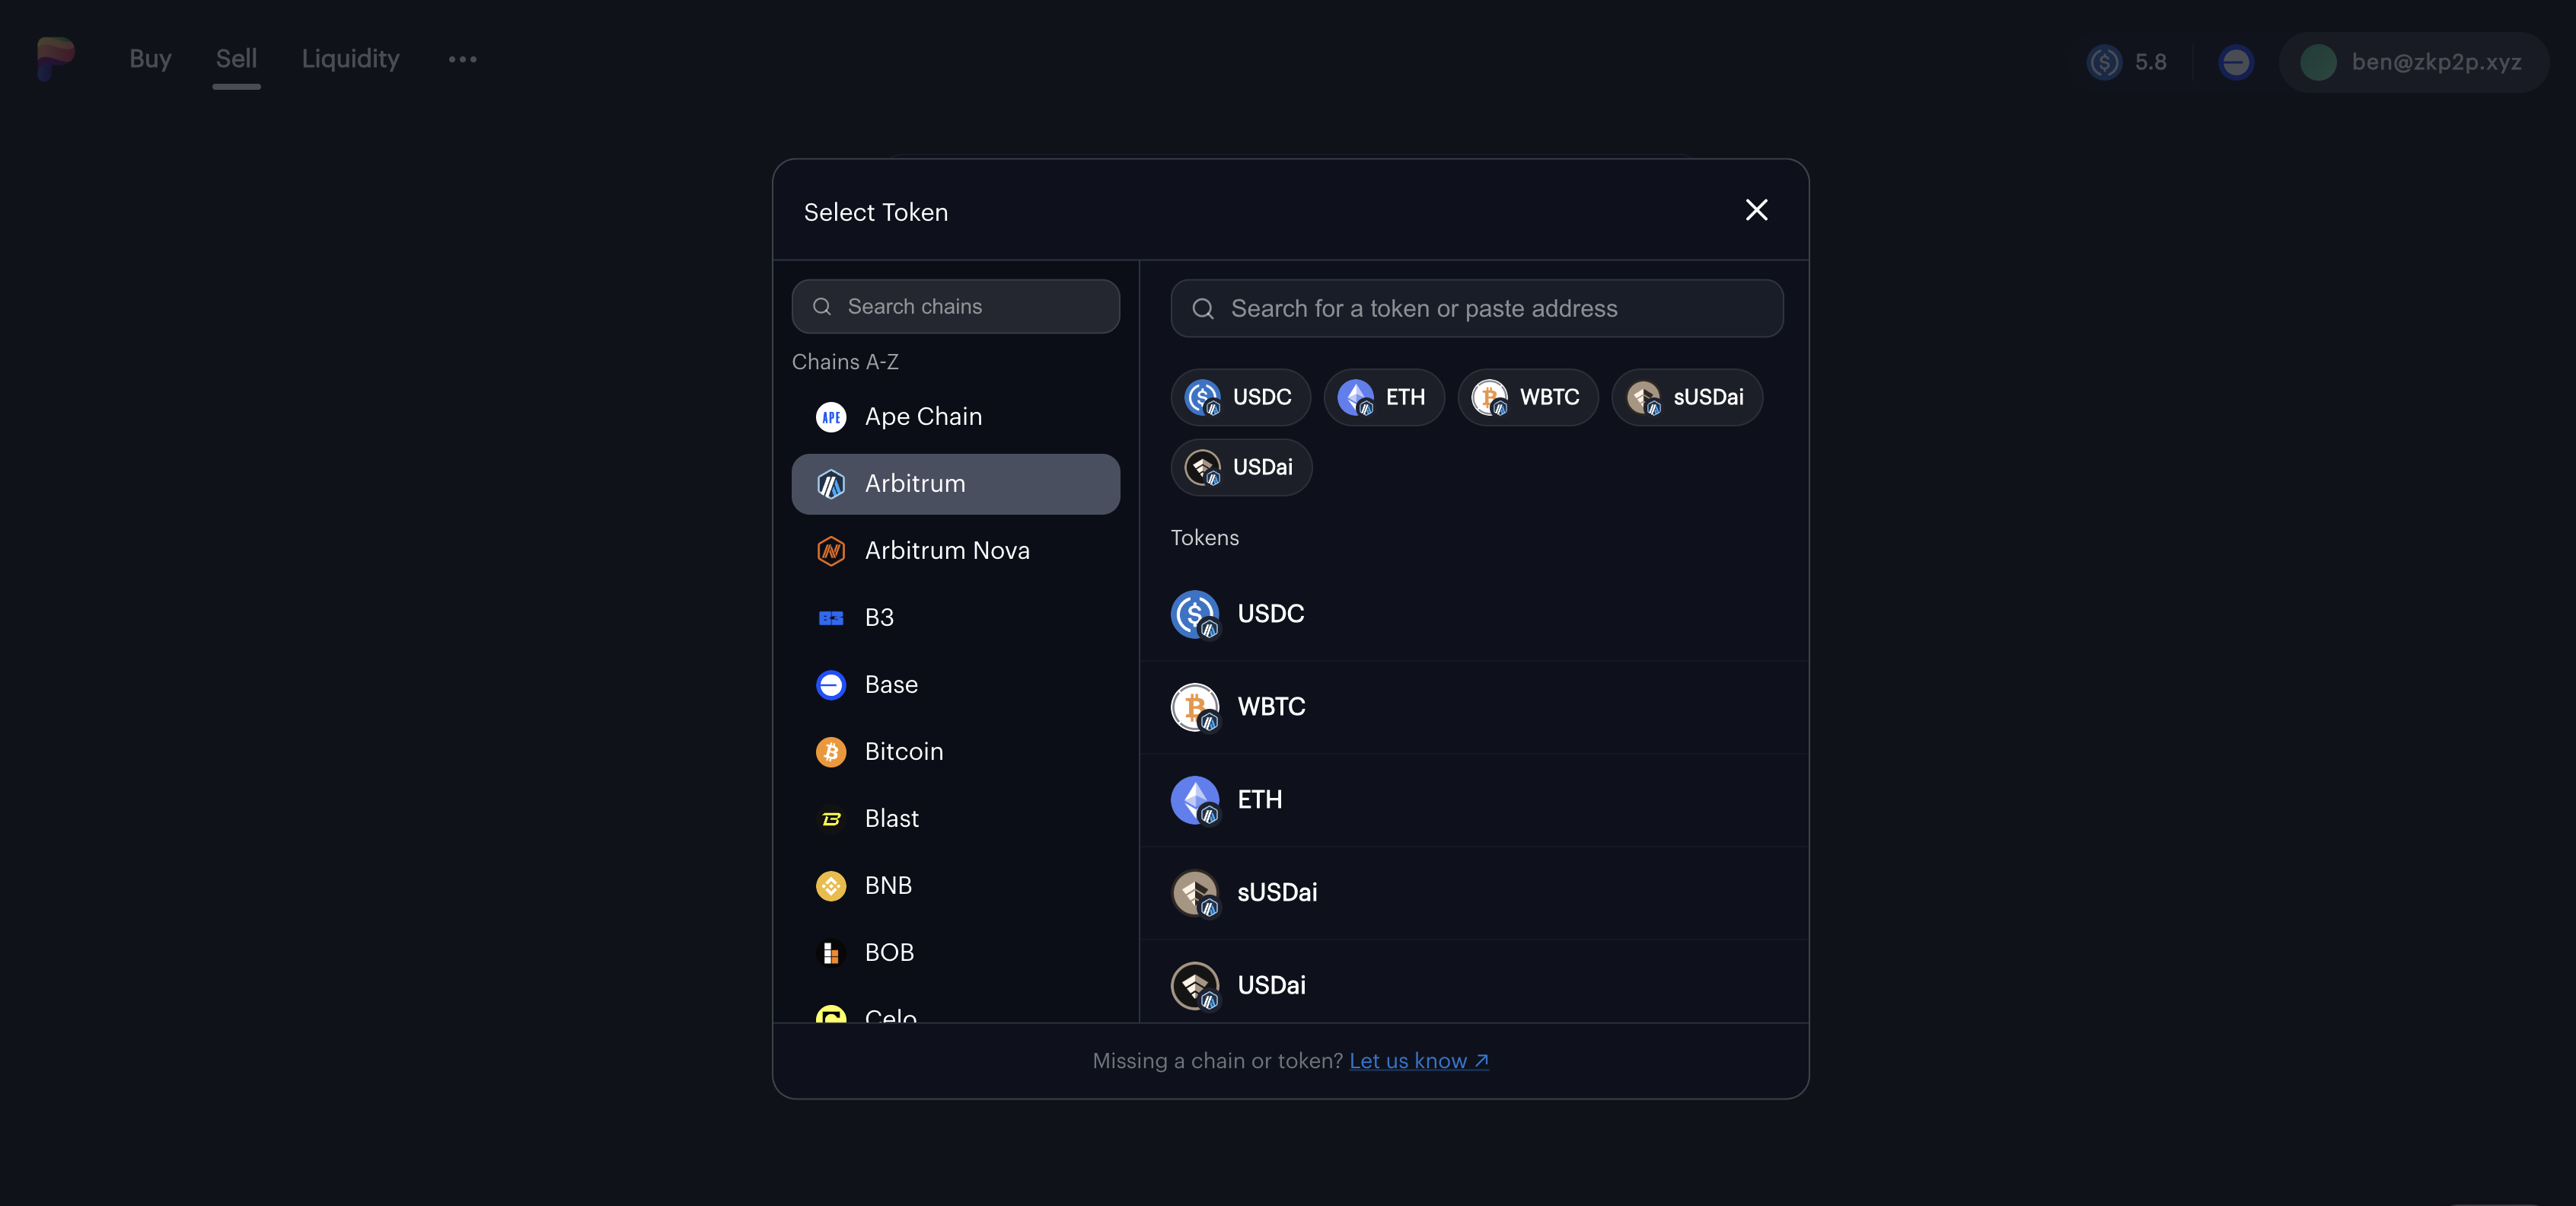 Buy Sell Liquidity
5.8
ben@zkp2p.xyz
Select Token
Search chains
Chains A-Z
APE Ape Chain
Arbitrum
Arbitrum Nova
B3 B3
Base
Bitcoin
Blast
BNB
BOB
Celo
Search for a token or paste address
USDC ETH WBTC sUSDai
USDai
Tokens
USDC
WBTC
ETH
sUSDai
USDai
Missing a chain or token? Let us know ↗